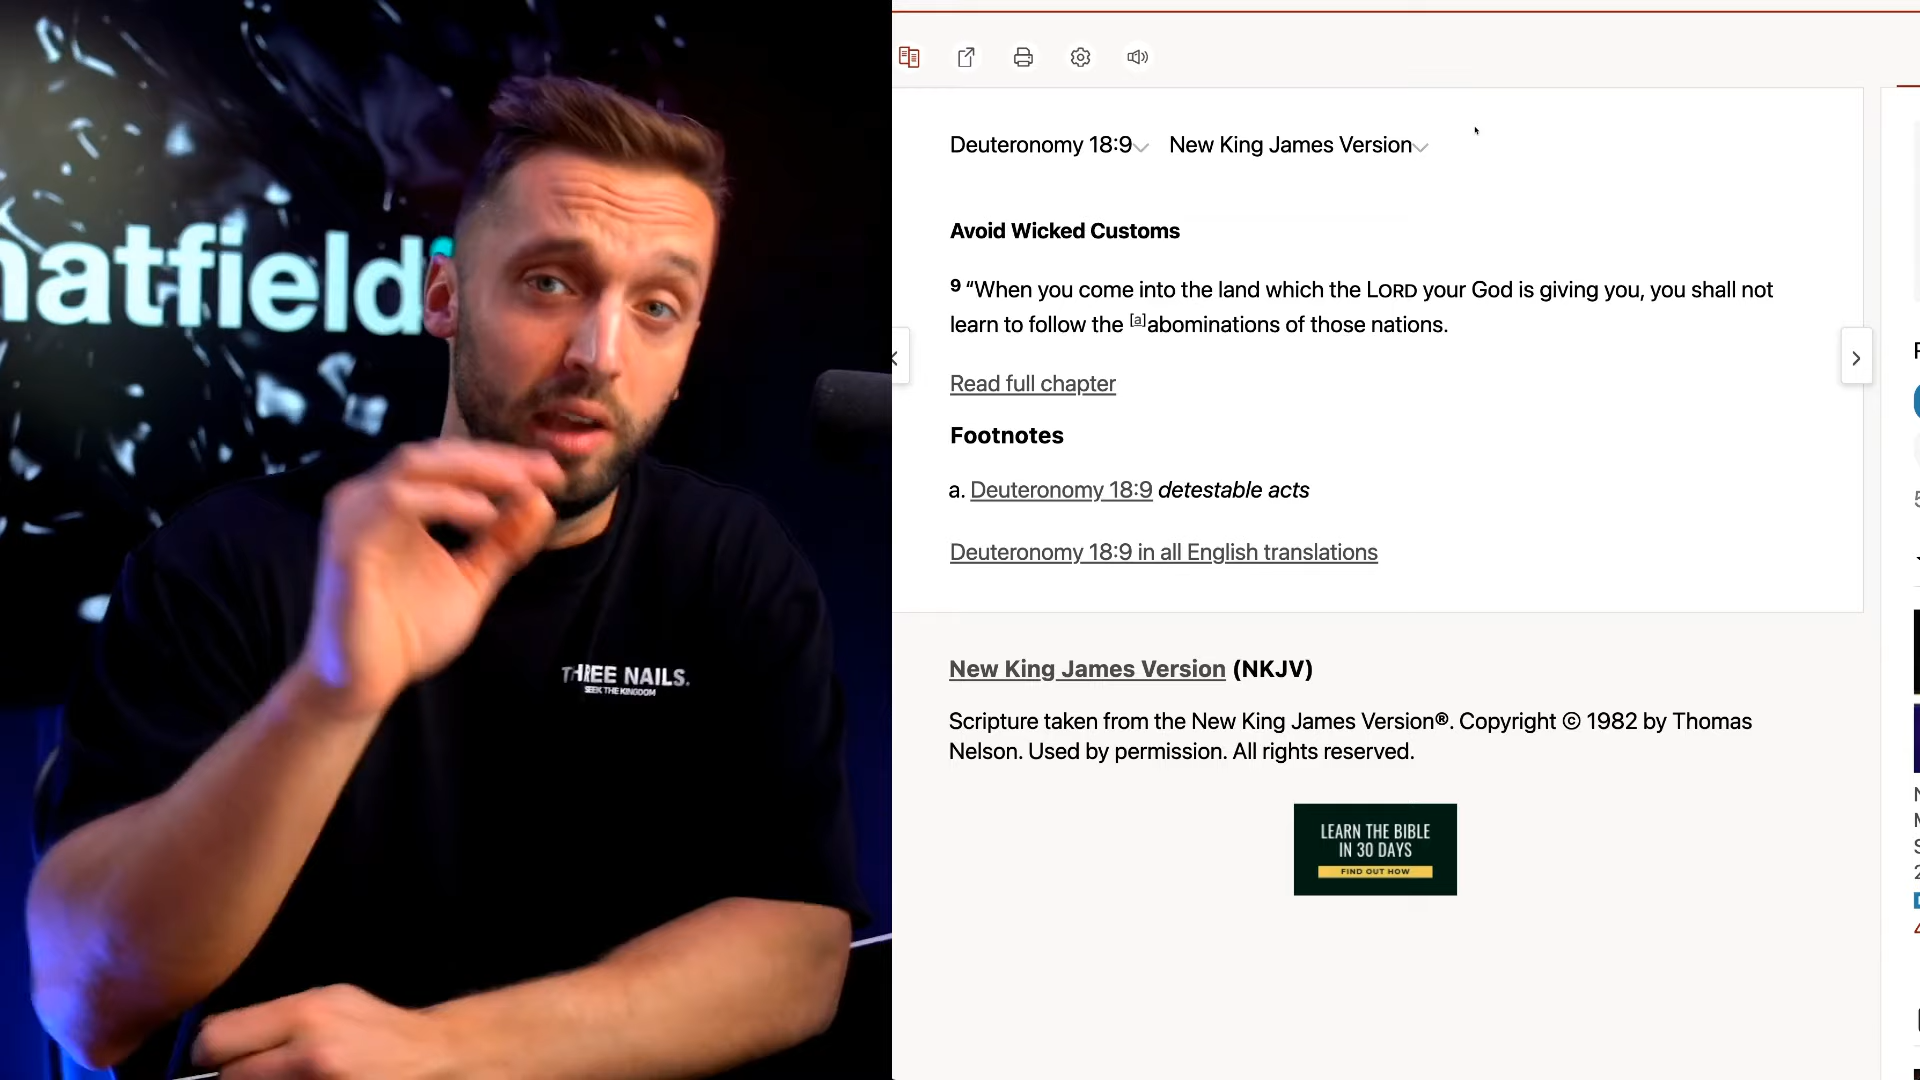 hatfield
THREE NAILS.
SEEK THE KINGDOM
Deuteronomy 18:9 New King James Version
Avoid Wicked Customs
9 “When you come into the land which the LORD your God is giving you, you shall not
learn to follow the [a]abominations of those nations.
Read full chapter
Footnotes
a. Deuteronomy 18:9 detestable acts
Deuteronomy 18:9 in all English translations
New King James Version (NKJV)
Scripture taken from the New King James Version®. Copyright © 1982 by Thomas
Nelson. Used by permission. All rights reserved.
LEARN THE BIBLE
IN 30 DAYS
FIND OUT HOW